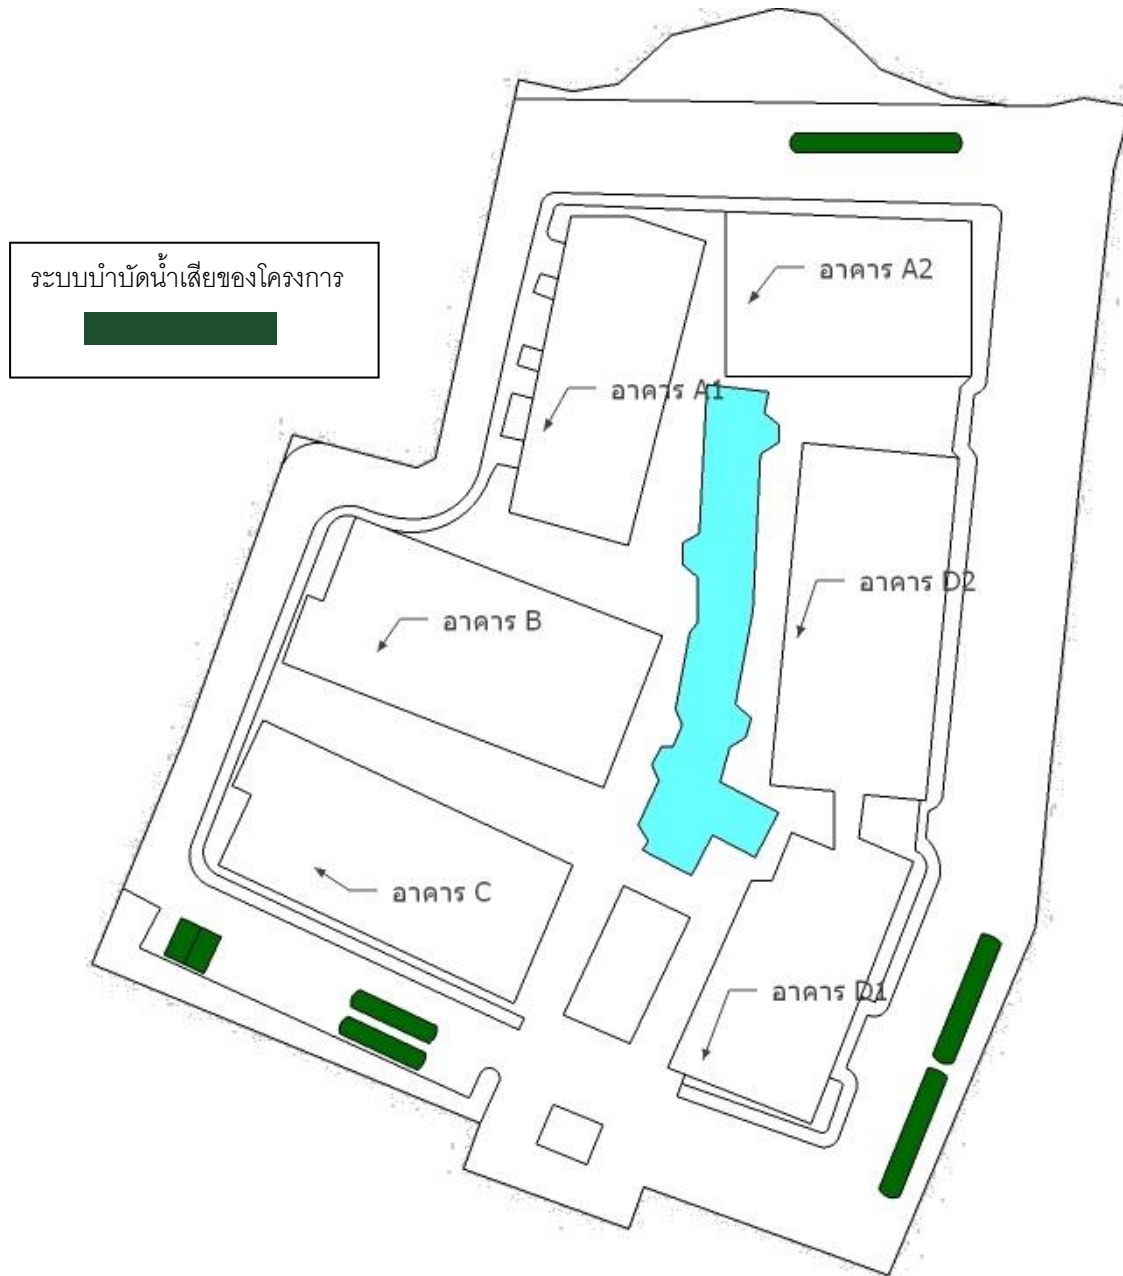 ระบบบำบัดน้ำเสียของโครงการ
อาคาร A2
อาคาร A1
อาคาร D2
อาคาร B
อาคาร C
อาคาร D1